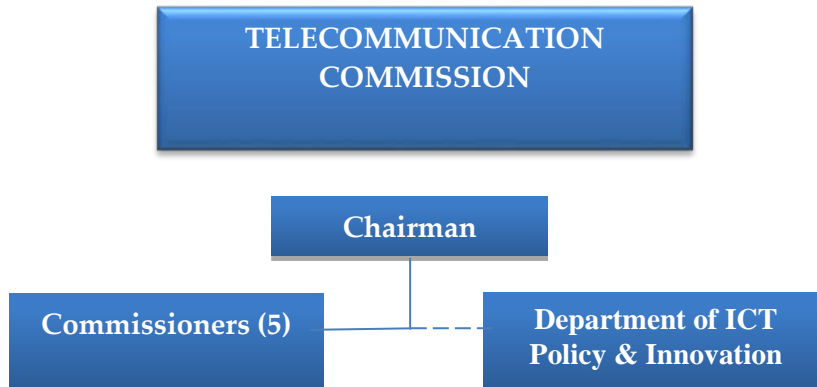 TELECOMMUNICATION
COMMISSION
Chairman
Commissioners (5)
Department of ICT
Policy & Innovation